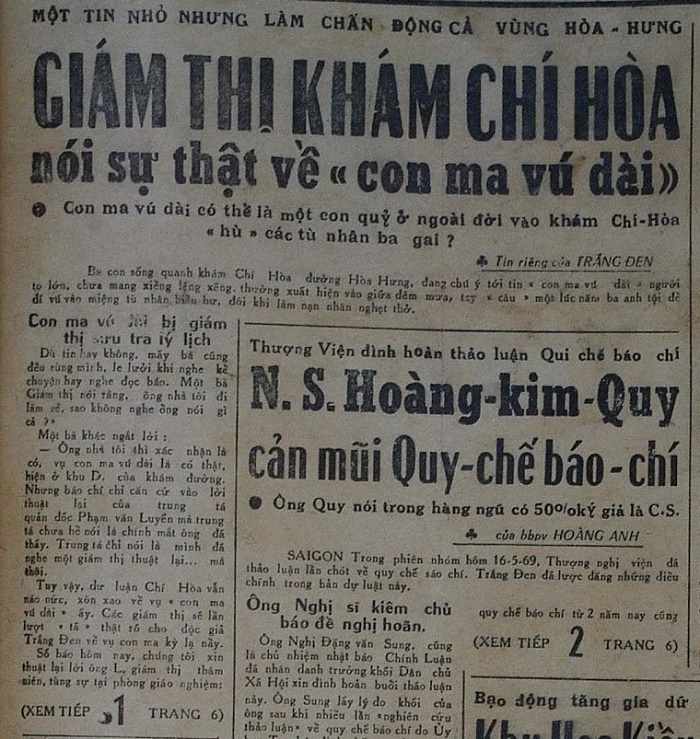 MỘT TIN NHỎ NHƯNG LÀM CHẤN ĐỘNG CẢ VÙNG HÒA - HƯNG
GIÁM THỊ KHÁM CHÍ HÒA
nói sự thật về « con ma vú dài»
Con ma vú dài có thể là một con quỷ ở ngoài đời vào khám Chí-Hòa
« hù » các tù nhân ba gai ?
♣ Tin riêng của TRẮNG ĐEN
Bà con sống quanh khám Chí Hòa đường Hòa Hưng, đang chú ý tới tin « con ma vú dài » người
to lớn, chưa mang xiềng lệng xẻng, thường xuất hiện vào giữa đêm mưa, tay « câu » một lúc năm ba anh tội để
đi vú vào miệng tù nhân, đôi khi làm nạn nhân nghẹt thở.
Con ma vú dài bị giám
thị sưu tra lý lịch
Dù tin hay không, mấy bà cũng
đều rùng mình, le lưỡi khi nghe kể
chuyện hay nghe đọc báo. Một bà
Giám thị nói rằng, ông nhà tôi đi
làm về, sao không nghe ông nói gì
cả ?»
Một bà khác ngắt lời :
— Ông nhà tôi thì xác nhận là
có, vụ con ma vú dài là có thật,
hiện ở khu D. của khám đường.
Nhưng báo chí chỉ căn cứ vào lời
thuật lại của trung tá
quản đốc Phạm văn Luyến mà trung
tá chưa hề nói là chính mắt ông đã
thấy. Trung tá chỉ nói là mình đã
nghe một giám thị thuật lại... mà
thôi.
Tuy vậy, dư luận Chí Hòa vẫn
náo nức, xôn xao về vụ « con ma
vú dài » ấy. Các giám thị sẽ lần
lượt « tả » thật rõ cho độc giả
Trắng Đen về vụ con ma kỳ lạ này.
Số báo hôm nay, chúng tôi xin
thuật lại lời ông L, giám thị thâm
niên, tùng sự tại phòng giáo nghiệm:
(XEM TIẾP 1 TRANG 6)
Thượng Viện đình hoãn thảo luận Qui chế báo chí
N. S. Hoàng-kim-Quy
cản mũi Quy-chế báo-chí
Ông Quy nói trong hàng ngũ có 50% ký giả là C.S.
♣ của bbpv HOÀNG ANH
SAIGON Trong phiên nhóm hôm 16-5-69, Thượng nghị viện đã
thảo luận lần chót về quy chế sáo chí. Trắng Đen đã lược đăng những điều
chính trong bản dự luật này.
Ông Nghị sĩ kiêm chủ
báo đề nghị hoãn.
Ông Nghị Đặng văn Sung, cũng
là chủ nhiệm nhật báo Chính Luận
đã nhân danh trưởng khối Dân chủ
Xã Hội xin đình hoãn buổi thảo luận
này. Ông Sung lấy lý do khối của
ông sau khi nhiều lần «nghiên cứu
thảo luận » về quy chế báo chí do Ủy
quy chế báo chí từ 2 năm nay cũng
(XEM TIẾP 2 TRANG 6)
Bạo động tăng gia dữ